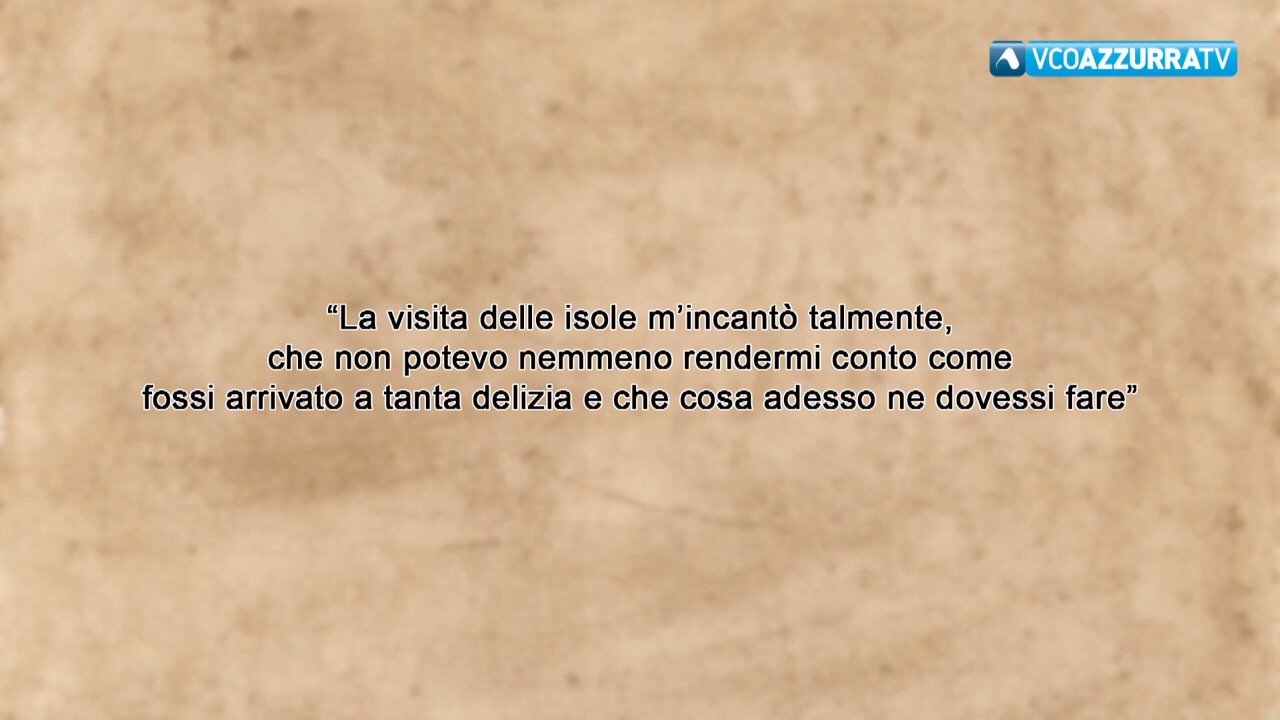 VCOAZZURRATV
“La visita delle isole m’incantò talmente,
che non potevo nemmeno rendermi conto come
fossi arrivato a tanta delizia e che cosa adesso ne dovessi fare”